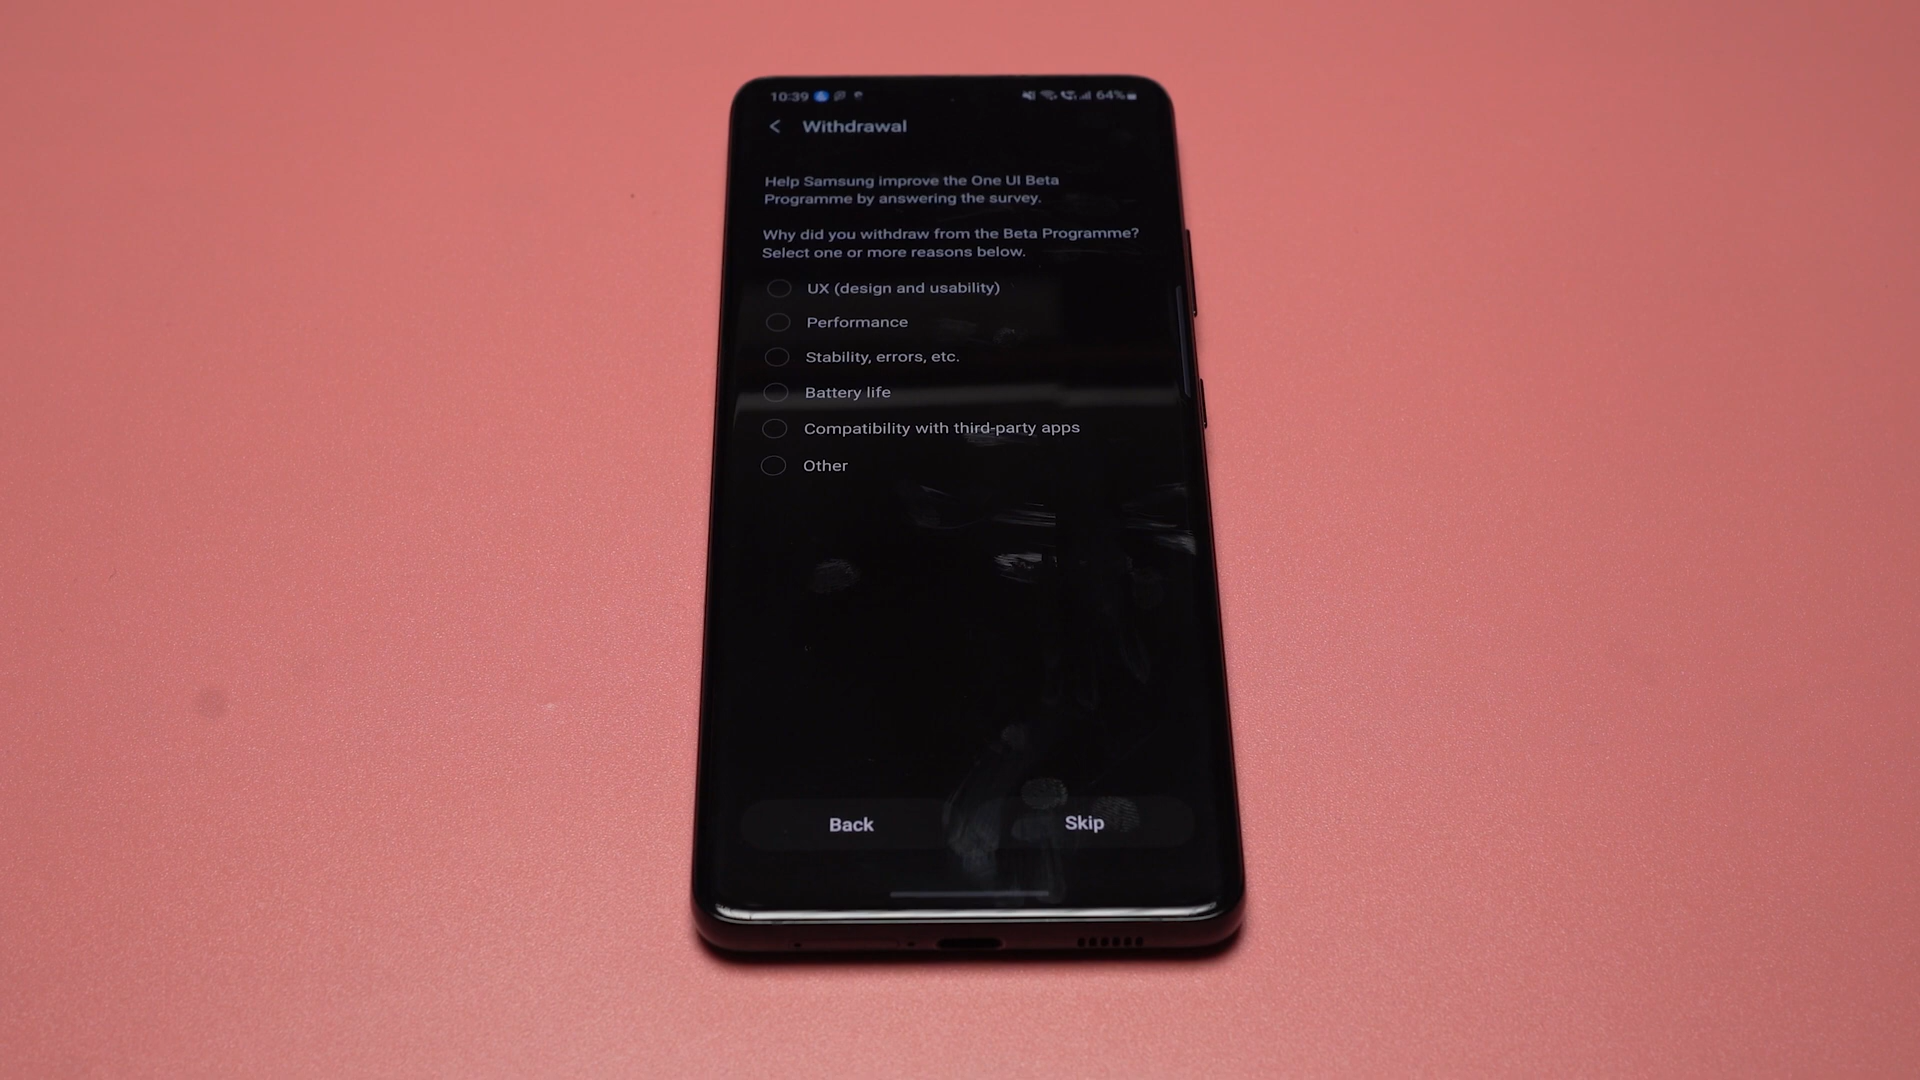 10:39 64%
Withdrawal
Help Samsung improve the One UI Beta
Programme by answering the survey.
Why did you withdraw from the Beta Programme?
Select one or more reasons below.
UX (design and usability)
Performance
Stability, errors, etc.
Battery life
Compatibility with third-party apps
Other
Back Skip